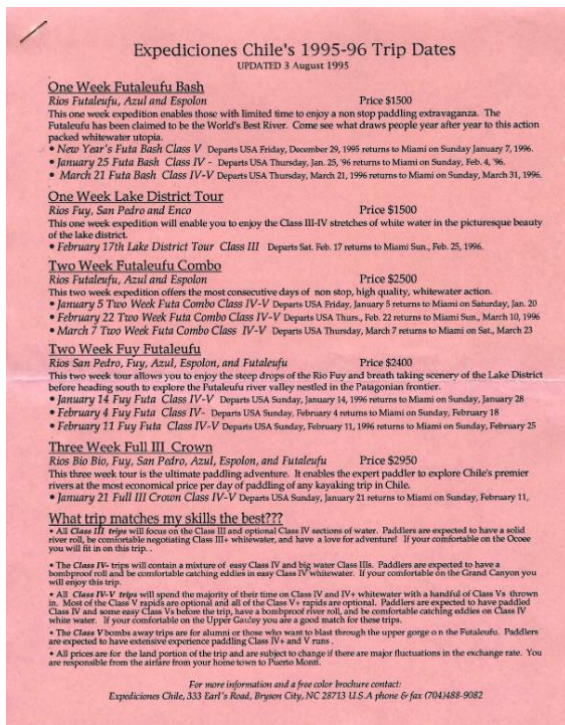 Expediciones Chile's 1995-96 Trip Dates
UPDATED 3 August 1995
One Week Futaleufu Bash
Rios Futaleufu, Azul and Espolon Price $1500
This one week expedition enables those with limited time to enjoy a non stop paddling extravaganza. The
Futaleufu has been claimed to be the World's Best River. Come see what draws people year after year to this action
packed whitewater utopia.
• New Year's Futa Bash Class V Departs USA Friday, December 29, 1995 returns to Miami on Sunday January 7, 1996.
• January 25 Futa Bash Class IV - Departs USA Thursday, Jan. 25, '96 returns to Miami on Sunday, Feb. 4, '96.
• March 21 Futa Bash Class IV-V Departs USA Thursday, March 21, 1996 returns to Miami on Sunday, March 31, 1996.
One Week Lake District Tour
Rios Fuy, San Pedro and Enco Price $1500
This one week expedition will enable you to enjoy the Class III-IV stretches of white water in the picturesque beauty
of the lake district.
• February 17th Lake District Tour Class III Departs Sat. Feb. 17 returns to Miami Sun., Feb. 25, 1996.
Two Week Futaleufu Combo
Rios Futaleufu, Azul and Espolon Price $2500
This two week expedition offers the most consecutive days of non stop, high quality, whitewater action.
• January 5 Two Week Futa Combo Class IV-V Departs USA Friday, January 5 returns to Miami on Saturday, Jan. 20
• February 22 Two Week Futa Combo Class IV-V Departs USA Thurs., Feb. 22 returns to Miami Sun., March 10, 1996
• March 7 Two Week Futa Combo Class IV-V Departs USA Thursday, March 7 returns to Miami on Sat., March 23
Two Week Fuy Futaleufu
Rios San Pedro, Fuy, Azul, Espolon, and Futaleufu Price $2400
This two week tour allows you to enjoy the steep drops of the Rio Fuy and breath taking scenery of the Lake District
before heading south to explore the Futaleufu river valley nestled in the Patagonian frontier.
• January 14 Fuy Futa Class IV-V Departs USA Sunday, January 14, 1996 returns to Miami on Sunday, January 28
• February 4 Fuy Futa Class IV- Departs USA Sunday, February 4 returns to Miami on Sunday, February 18
• February 11 Fuy Futa Class IV-V Departs USA Sunday, February 11, 1996 returns to Miami on Sunday, February 25
Three Week Full III Crown
Rios Bio Bio, Fuy, San Pedro, Azul, Espolon, and Futaleufu Price $2950
This three week tour is the ultimate paddling adventure. It enables the expert paddler to explore Chile's premier
rivers at the most economical price per day of paddling of any kayaking trip in Chile.
• January 21 Full III Crown Class IV-V Departs USA Sunday, January 21 returns to Miami on Sunday, February 11,
What trip matches my skills the best???
• All Class III trips will focus on the Class III and optional Class IV sections of water. Paddlers are expected to have a solid
river roll, be comfortable negotiating Class III+ whitewater, and have a love for adventure! If your comfortable on the Ocoee
you will fit in on this trip. .
• The Class IV- trips will contain a mixture of easy Class IV and big water Class IIIs. Paddlers are expected to have a
bombproof roll and be comfortable catching eddies in easy Class IV whitewater. If your comfortable on the Grand Canyon you
will enjoy this trip.
• All Class IV-V trips will spend the majority of their time on Class IV and IV+ whitewater with a handful of Class Vs thrown
in. Most of the Class V rapids are optional and all of the Class V+ rapids are optional. Paddlers are expected to have paddled
Class IV and some easy Class Vs before the trip, have a bombproof river roll, and be comfortable catching eddies on Class IV
white water. If your comfortable on the Upper Gauley you are a good match for these trips.
• The Class V bombs away trips are for alumni or those who want to blast through the upper gorge o n the Futaleufu. Paddlers
are expected to have extensive experience paddling Class IV+ and V runs .
• All prices are for the land portion of the trip and are subject to change if there are major fluctuations in the exchange rate. You
are responsible from the airfare from your home town to Puerto Montt.
For more information and a free color brochure contact:
Expediciones Chile, 333 Earl's Road, Bryson City, NC 28713 U.S.A phone & fax (704)488-9082